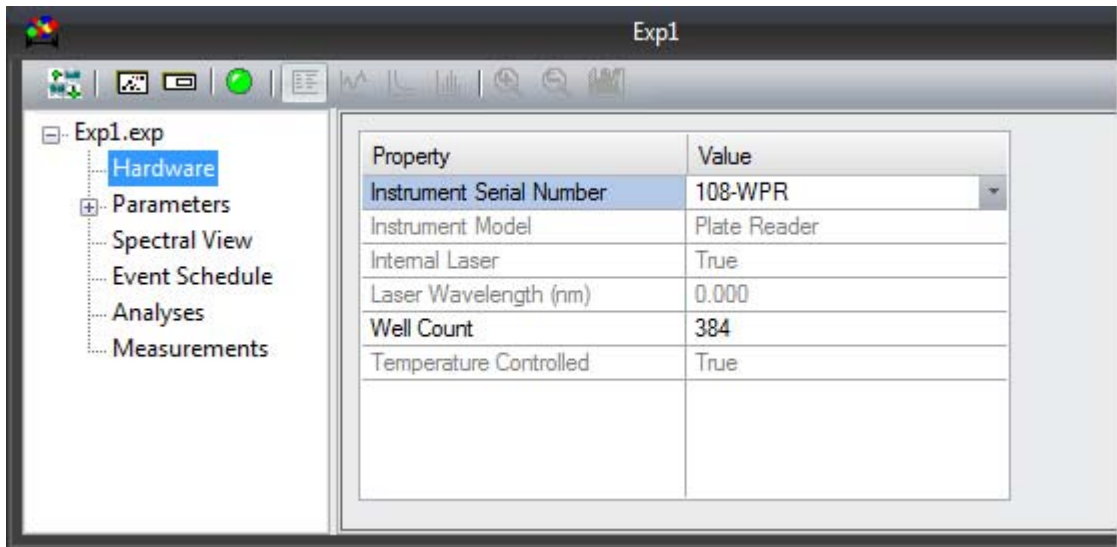 Exp1
Exp1.exp
Hardware
Parameters
Spectral View
Event Schedule
Analyses
Measurements
Property Value
Instrument Serial Number 108-WPR
Instrument Model Plate Reader
Internal Laser True
Laser Wavelength (nm) 0.000
Well Count 384
Temperature Controlled True